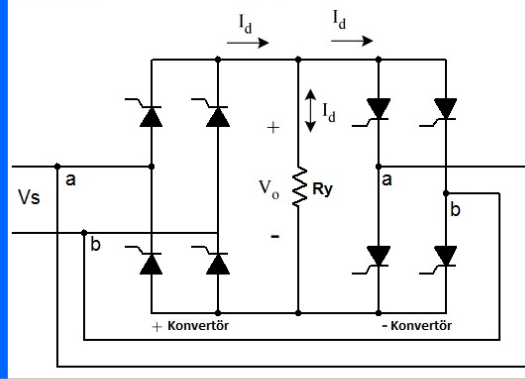 I_d I_d
I_d
+
a a
Vs V_o Ry
b b
-
+ Konvertör - Konvertör